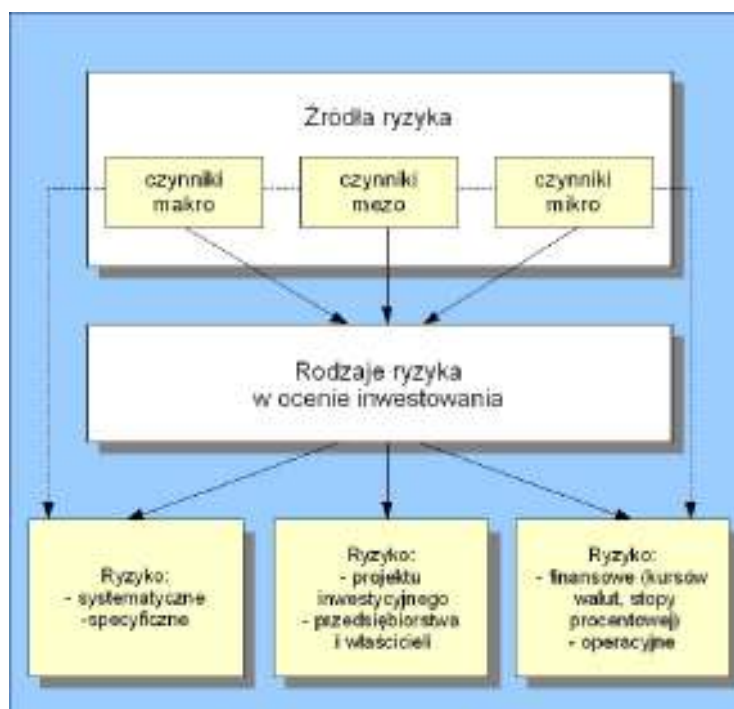 Źródła ryzyka
czynniki
makro
czynniki
mezo
czynniki
mikro
Rodzaje ryzyka
w ocenie inwestowania
Ryzyko:
- systematyczne
-specyficzne
Ryzyko:
- projektu
inwestycyjnego
- przedsiębiorstwa
i właścicieli
Ryzyko:
- finansowe (kursów
walut, stopy
procentowej)
- operacyjne